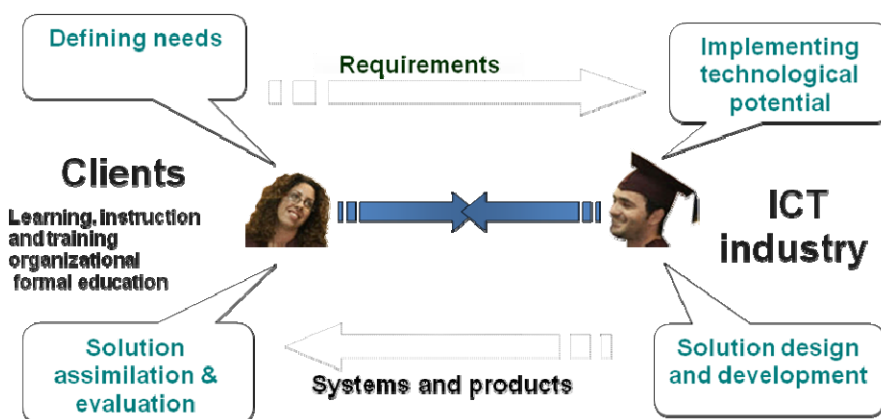 Defining needs
Requirements
Implementing
technological
potential
Clients
Learning, instruction
and training
organizational
formal education
ICT
industry
Solution
assimilation &
evaluation
Systems and products
Solution design
and development